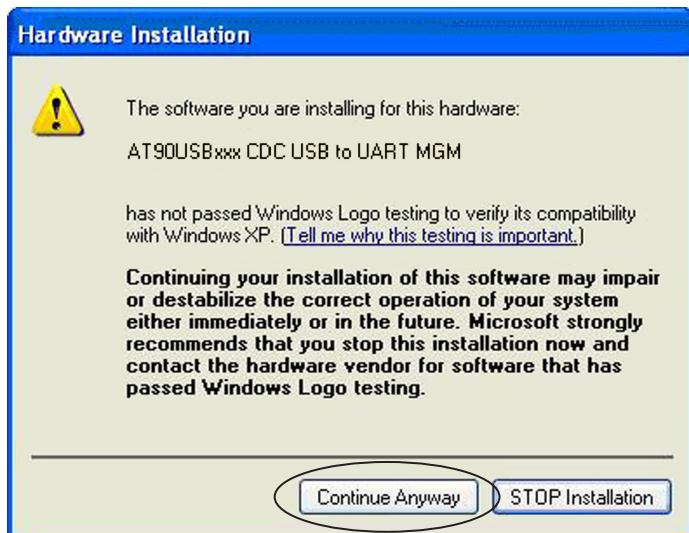 Hardware Installation
The software you are installing for this hardware:
AT90USBxxx CDC USB to UART MGM
has not passed Windows Logo testing to verify its compatibility
with Windows XP. (Tell me why this testing is important.)
Continuing your installation of this software may impair
or destabilize the correct operation of your system
either immediately or in the future. Microsoft strongly
recommends that you stop this installation now and
contact the hardware vendor for software that has
passed Windows Logo testing.
Continue Anyway
STOP Installation